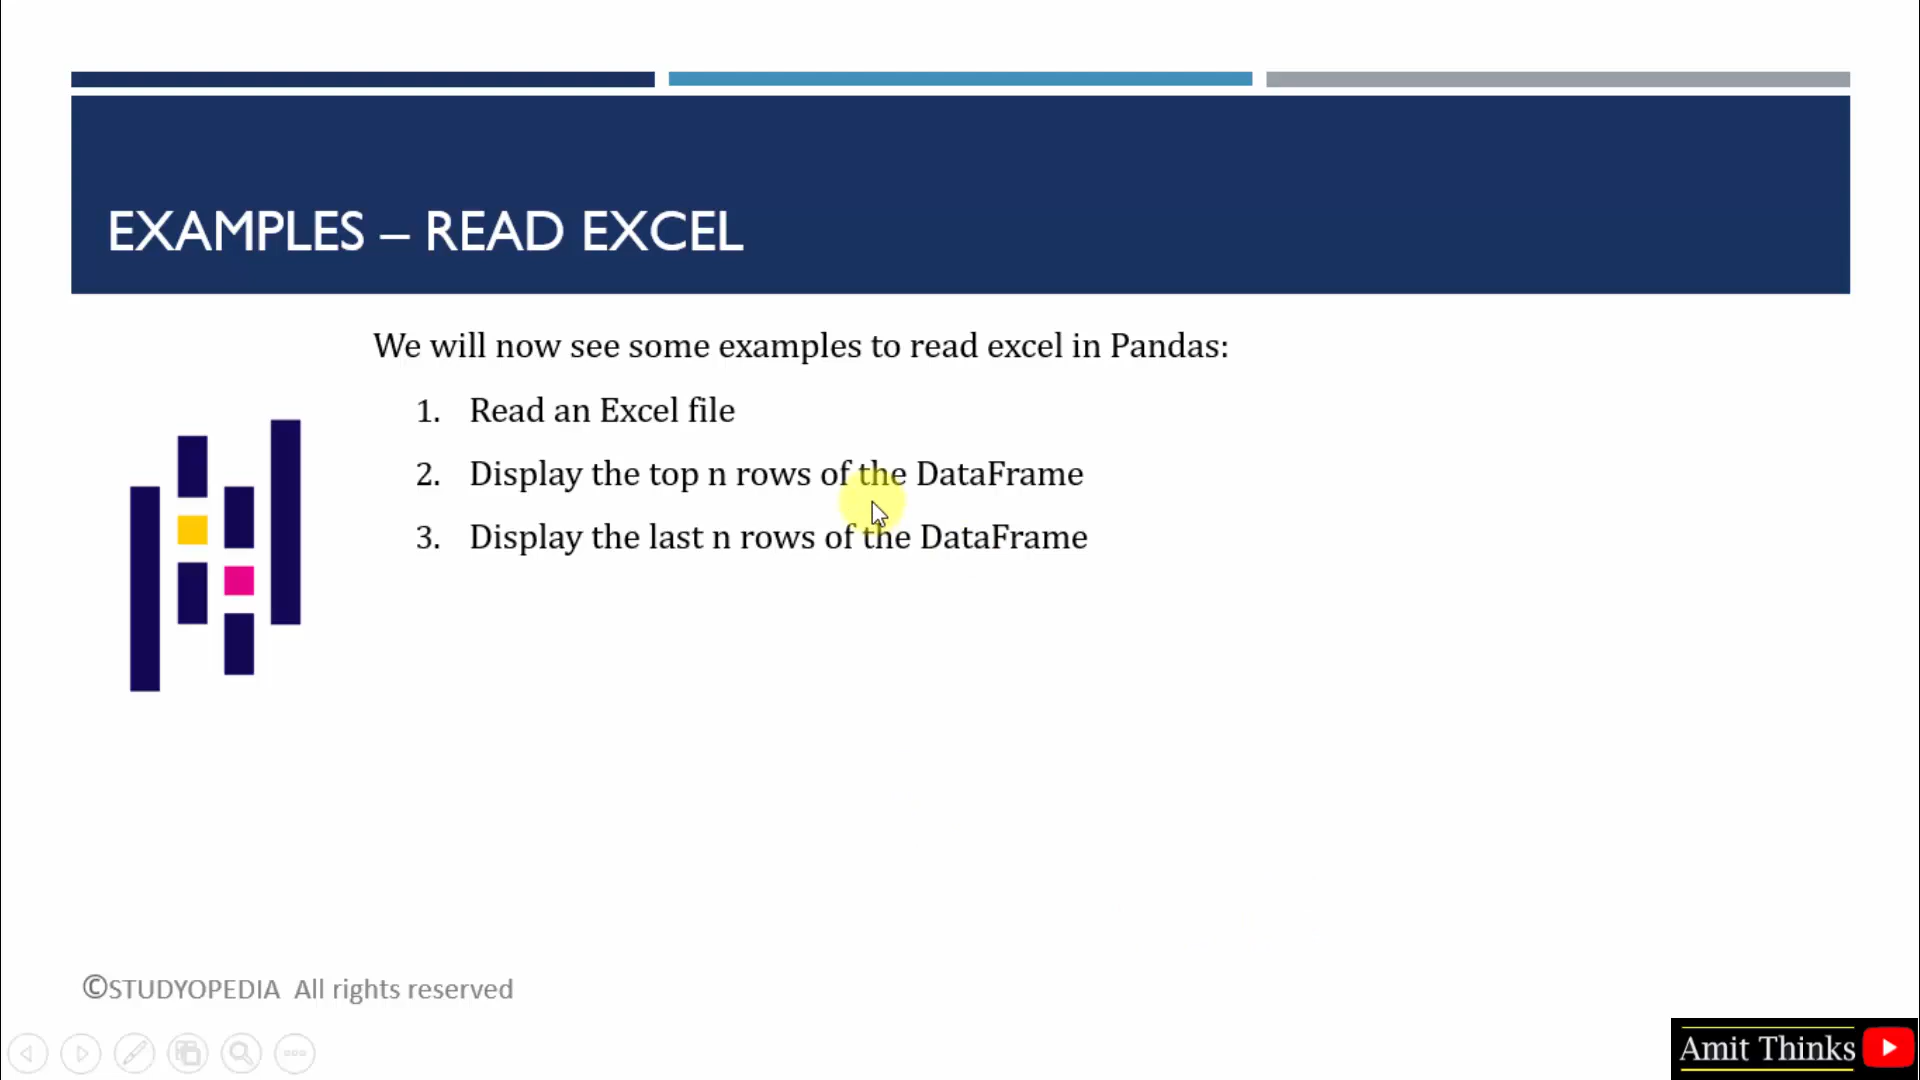 EXAMPLES – READ EXCEL
We will now see some examples to read excel in Pandas:
1. Read an Excel file
2. Display the top n rows of the DataFrame
3. Display the last n rows of the DataFrame
©STUDYOPEDIA All rights reserved
Amit Thinks